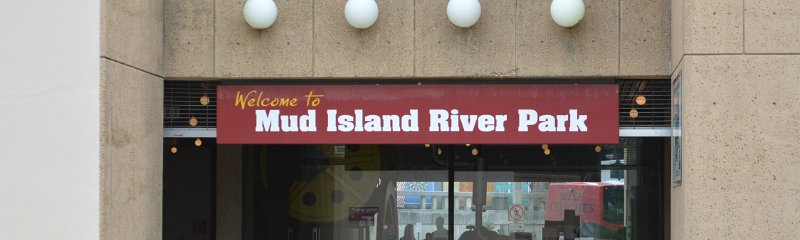 Welcome to
Mud Island River Park